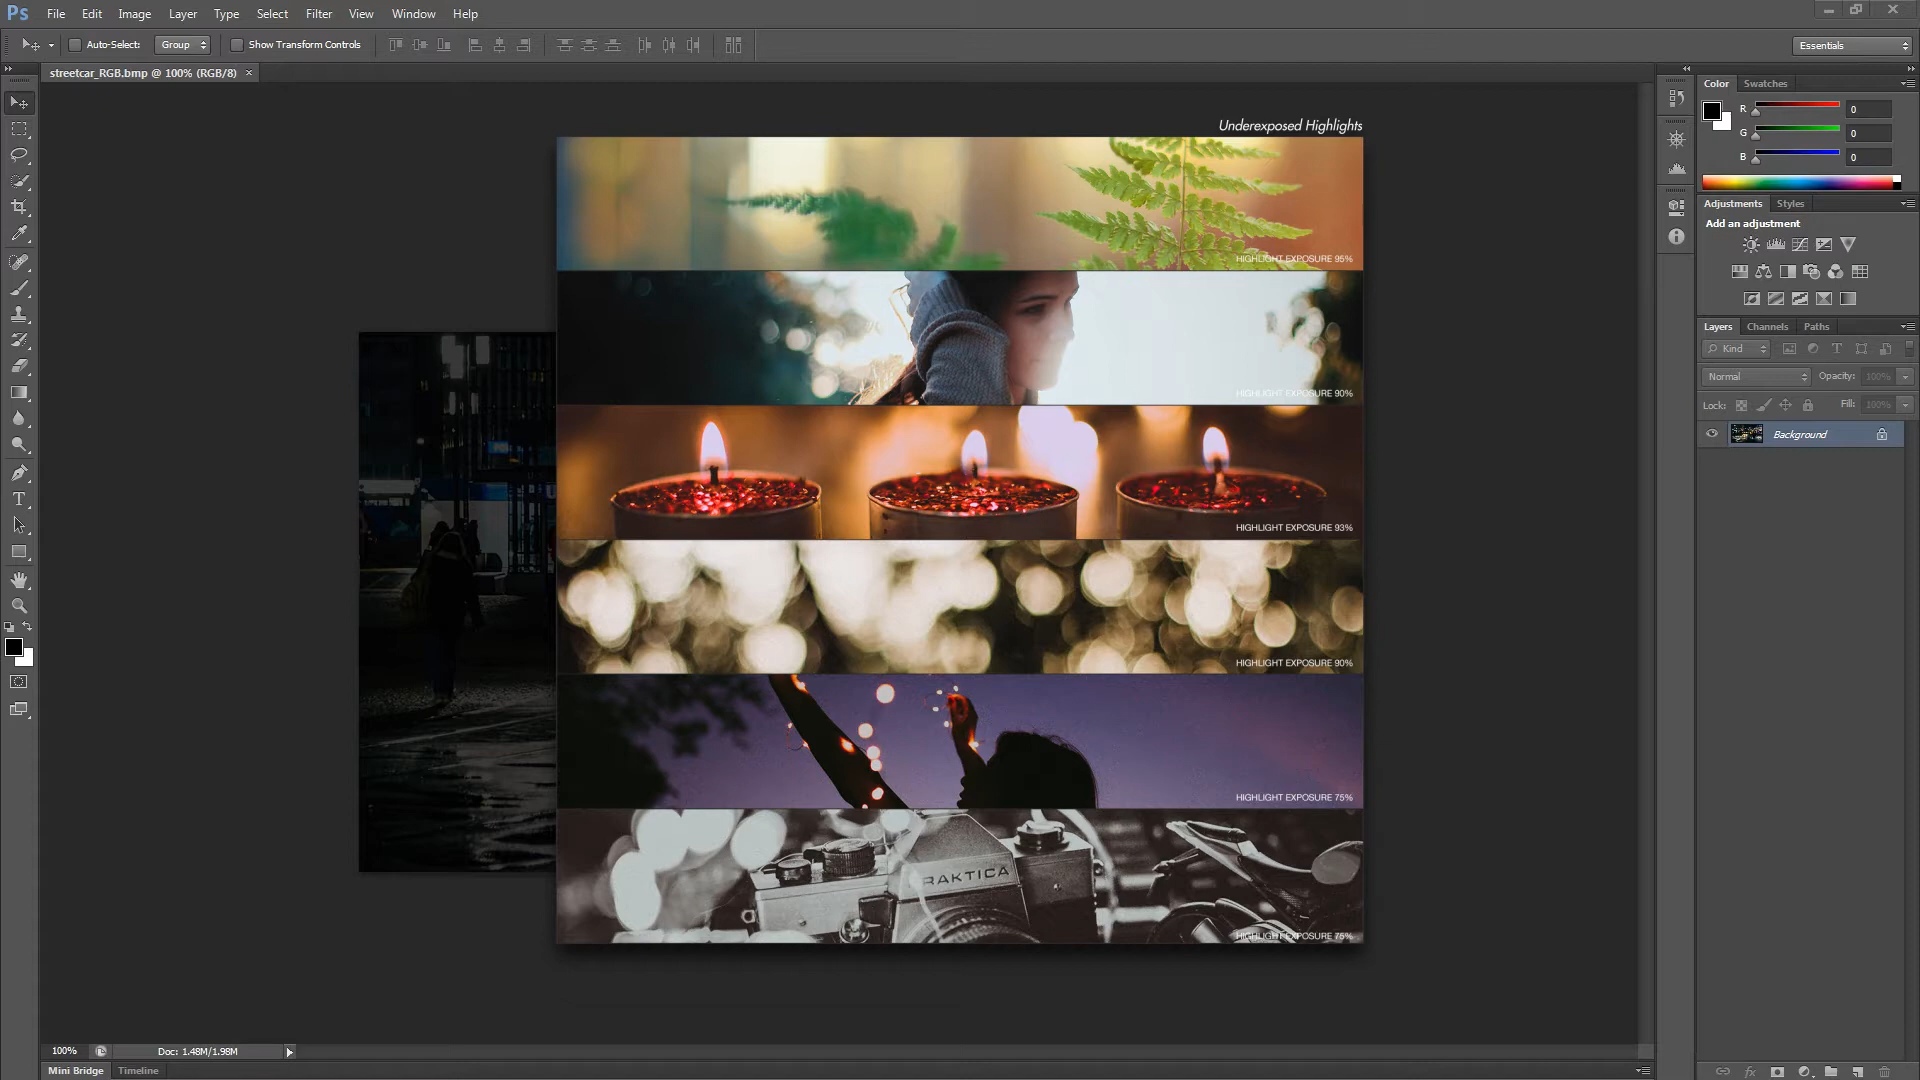 Ps File Edit Image Layer Type Select Filter View Window Help
Auto-Select: Group Show Transform Controls Essentials
streetcar_RGB.bmp @ 100% (RGB/8) ×
Color Swatches
R 0
G 0
B 0
Adjustments Styles
Add an adjustment
Layers Channels Paths
Kind
Normal Opacity: 100%
Lock: Fill: 100%
Background
Underexposed Highlights
HIGHLIGHT EXPOSURE 95%
HIGHLIGHT EXPOSURE 90%
HIGHLIGHT EXPOSURE 93%
HIGHLIGHT EXPOSURE 90%
HIGHLIGHT EXPOSURE 75%
PRAKTICA
HIGHLIGHT EXPOSURE 75%
100% Doc: 1.48M/1.98M
Mini Bridge Timeline